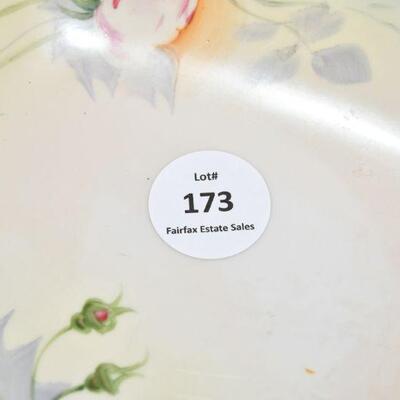 Lot#
173
Fairfax Estate Sales